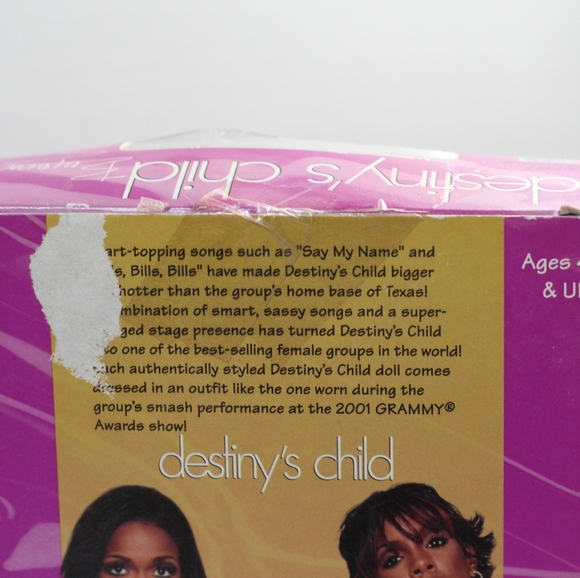 destiny's child
art-topping songs such as "Say My Name" and
s, Bills, Bills" have made Destiny's Child bigger
hotter than the group's home base of Texas!
mbination of smart, sassy songs and a super-
ged stage presence has turned Destiny's Child
to one of the best-selling female groups in the world!
ach authentically styled Destiny's Child doll comes
dressed in an outfit like the one worn during the
group's smash performance at the 2001 GRAMMY®
Awards show!
Ages 4
& U
destiny's child